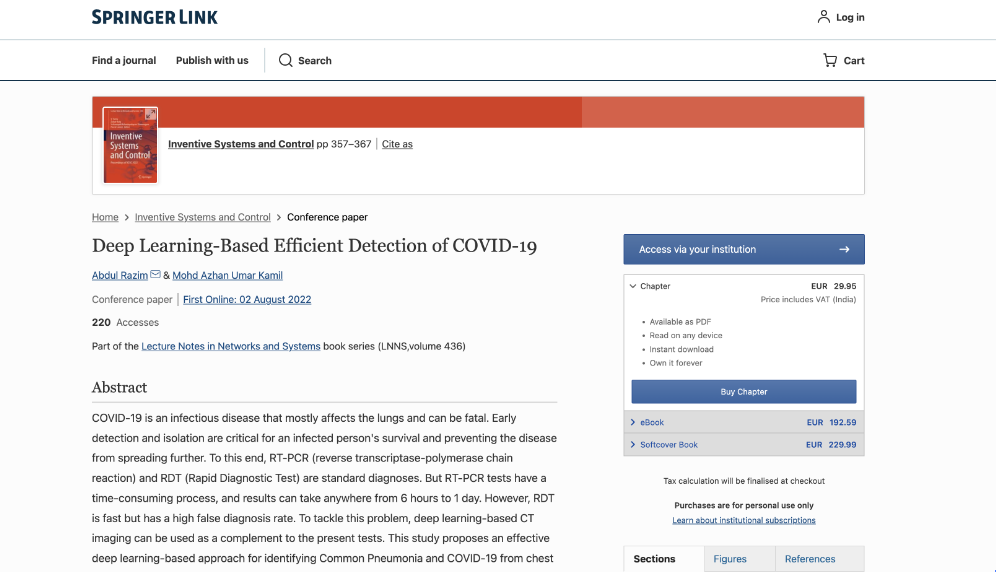 SPRINGER LINK
Log in
Find a journal
Publish with us
Search
Cart
Inventive
Systems
and Control
Inventive Systems and Control pp 357–367 | Cite as
Home > Inventive Systems and Control > Conference paper
Deep Learning-Based Efficient Detection of COVID-19
Abdul Razim & Mohd Azhan Umar Kamil
Conference paper | First Online: 02 August 2022
220 Accesses
Part of the Lecture Notes in Networks and Systems book series (LNNS,volume 436)
Abstract
COVID-19 is an infectious disease that mostly affects the lungs and can be fatal. Early
detection and isolation are critical for an infected person's survival and preventing the disease
from spreading further. To this end, RT-PCR (reverse transcriptase-polymerase chain
reaction) and RDT (Rapid Diagnostic Test) are standard diagnoses. But RT-PCR tests have a
time-consuming process, and results can take anywhere from 6 hours to 1 day. However, RDT
is fast but has a high false diagnosis rate. To tackle this problem, deep learning-based CT
imaging can be used as a complement to the present tests. This study proposes an effective
deep learning-based approach for identifying Common Pneumonia and COVID-19 from chest
Access via your institution →
Chapter EUR 29.95
Price includes VAT (India)
• Available as PDF
• Read on any device
• Instant download
• Own it forever
Buy Chapter
> eBook EUR 192.59
> Softcover Book EUR 229.99
Tax calculation will be finalised at checkout
Purchases are for personal use only
Learn about institutional subscriptions
Sections
Figures
References